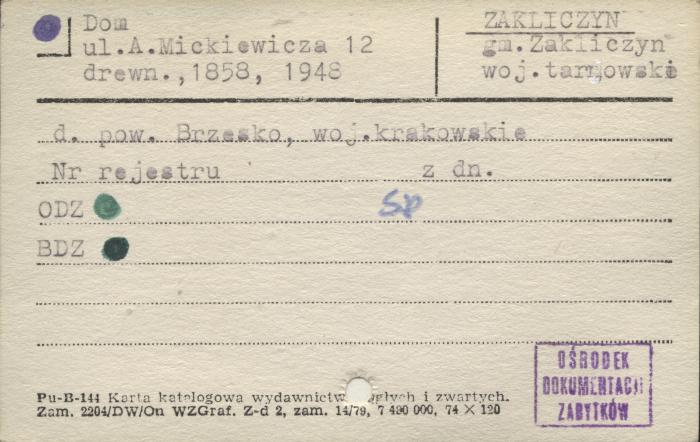 Dom
ul.A.Mickiewicza 12
drewn.,1858, 1948
ZAKLICZYN
gm.Zakliczyn
woj.tarnowskie
d. pow. Brzesko, woj.krakowskie
Nr rejestru z dn.
ODZ SP
BDZ
Pu-B-144 Karta katalogowa wydawnictw i zwartych.
Zam. 2204/DW/On WZGraf. Z-d 2, zam. 14/79, 7 490 000, 74 × 120
OŚRODEK
DOKUMENTACJI
ZABYTKÓW